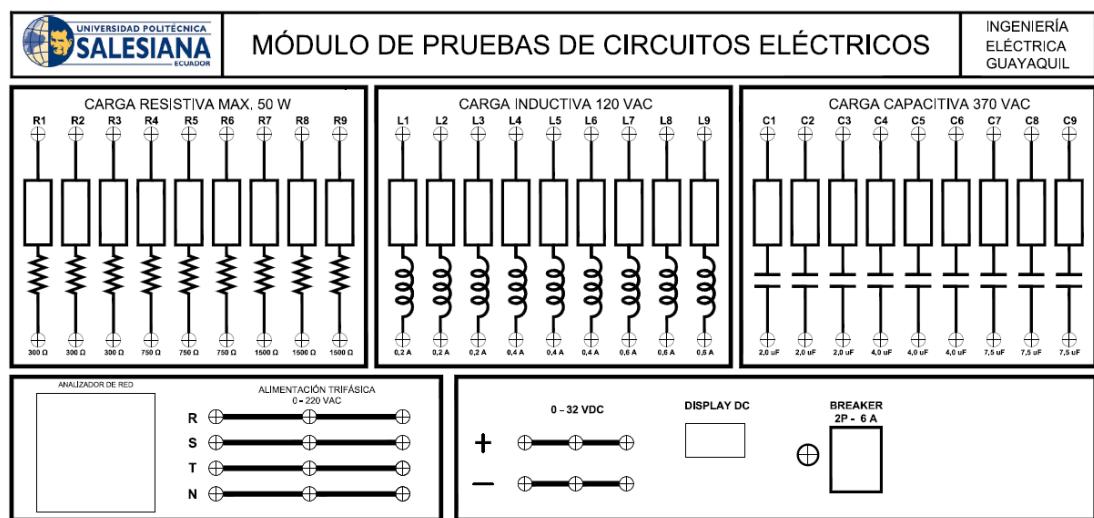 UNIVERSIDAD POLITÉCNICA
SALESIANA
ECUADOR
MÓDULO DE PRUEBAS DE CIRCUITOS ELÉCTRICOS
INGENIERÍA
ELÉCTRICA
GUAYAQUIL
CARGA RESISTIVA MAX. 50 W
R1 R2 R3 R4 R5 R6 R7 R8 R9
300 Ω 300 Ω 300 Ω 750 Ω 750 Ω 750 Ω 1500 Ω 1500 Ω 1500 Ω
CARGA INDUCTIVA 120 VAC
L1 L2 L3 L4 L5 L6 L7 L8 L9
0,2 A 0,2 A 0,2 A 0,4 A 0,4 A 0,4 A 0,6 A 0,6 A 0,6 A
CARGA CAPACITIVA 370 VAC
C1 C2 C3 C4 C5 C6 C7 C8 C9
2,0 uF 2,0 uF 2,0 uF 4,0 uF 4,0 uF 4,0 uF 7,5 uF 7,5 uF 7,5 uF
ANALIZADOR DE RED
ALIMENTACIÓN TRIFÁSICA
0 - 220 VAC
R
S
T
N
0 - 32 VDC
+
−
DISPLAY DC
BREAKER
2P - 6 A